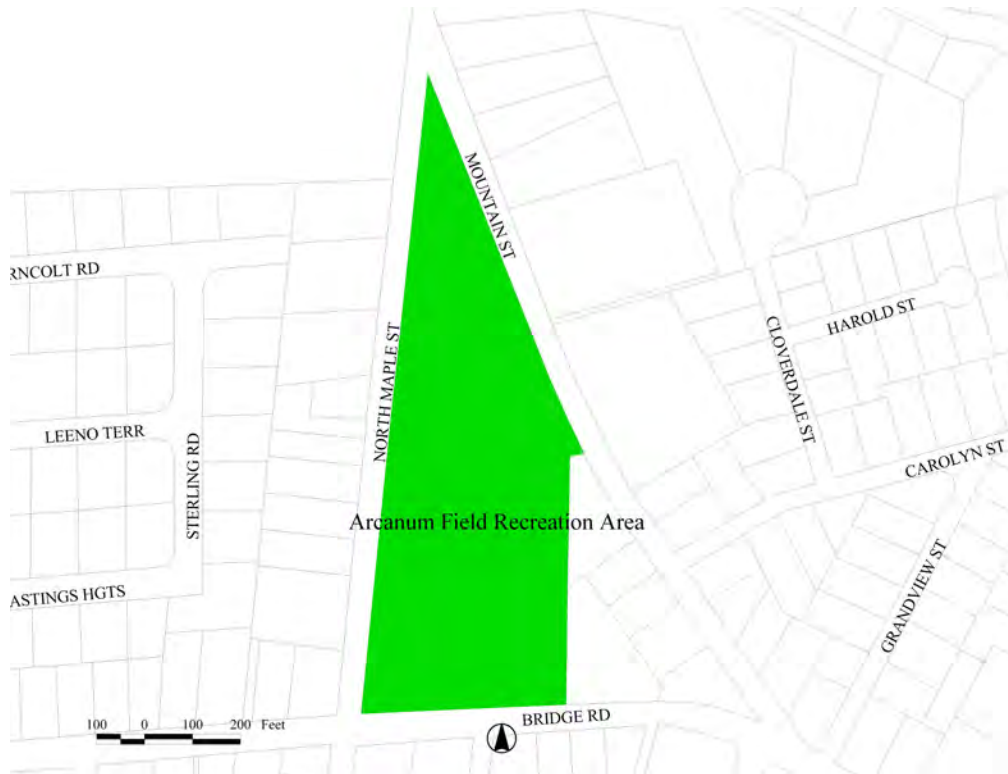 MOUNTAIN ST
RNCOLT RD
HAROLD ST
NORTH MAPLE ST
CLOVERDALE ST
LEENO TERR
STERLING RD
CAROLYN ST
Arcanum Field Recreation Area
GRANDVIEW ST
ASTINGS HGTS
BRIDGE RD
100 0 100 200 Feet